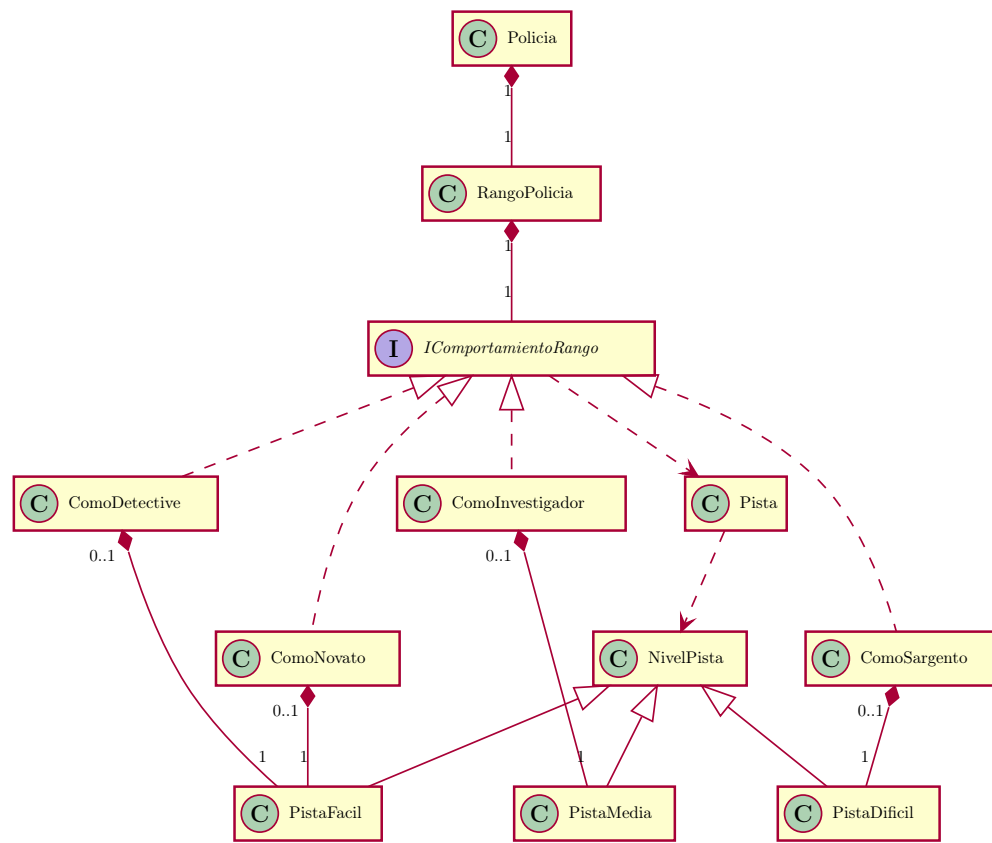 C Policia
1
1
C RangoPolicia
1
1
I IComportamientoRango
C ComoDetective
C ComoInvestigador
C Pista
0..1
0..1
C ComoNovato
C NivelPista
C ComoSargento
0..1
0..1
1
1
1
1
C PistaFacil
C PistaMedia
C PistaDificil